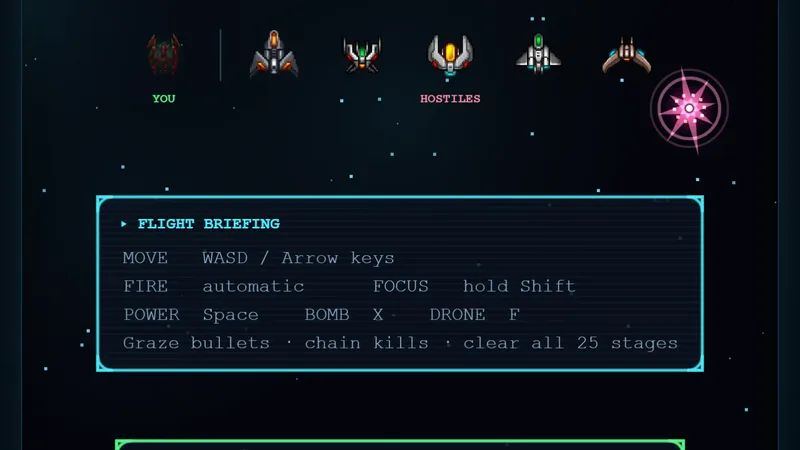 YOU
HOSTILES
FLIGHT BRIEFING
MOVE WASD / Arrow keys
FIRE automatic FOCUS hold Shift
POWER Space BOMB X DRONE F
Graze bullets · chain kills · clear all 25 stages